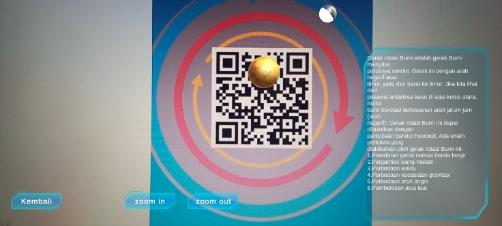 Gerak rotasi Bumi adalah gerak Bumi
mengitari
porosnya sendiri. Gerak ini dengan arah
negatif atau
timur, yaitu dari barat ke timur. Jika kita lihat
dari
pesawat antariksa tepat di atas kutub utara,
maka
bumi berotasi berlawanan arah jarum jam
(arah
negatif). Gerak rotasi Bumi ini dapat
dibuktikan dengan
percobaan bandul Foucoult. Ada enam
peristiwa yang
diakibatkan oleh gerak rotasi Bumi ini:
1.Peredaran gerak semua benda langit
2.Pergantian siang-malam
3.Perbedaan waktu
4.Perbedaan kecepatan gravitasi
5.Pembelokan arah angin
6.Pembelokan arus laut
Kembali
zoom in
zoom out